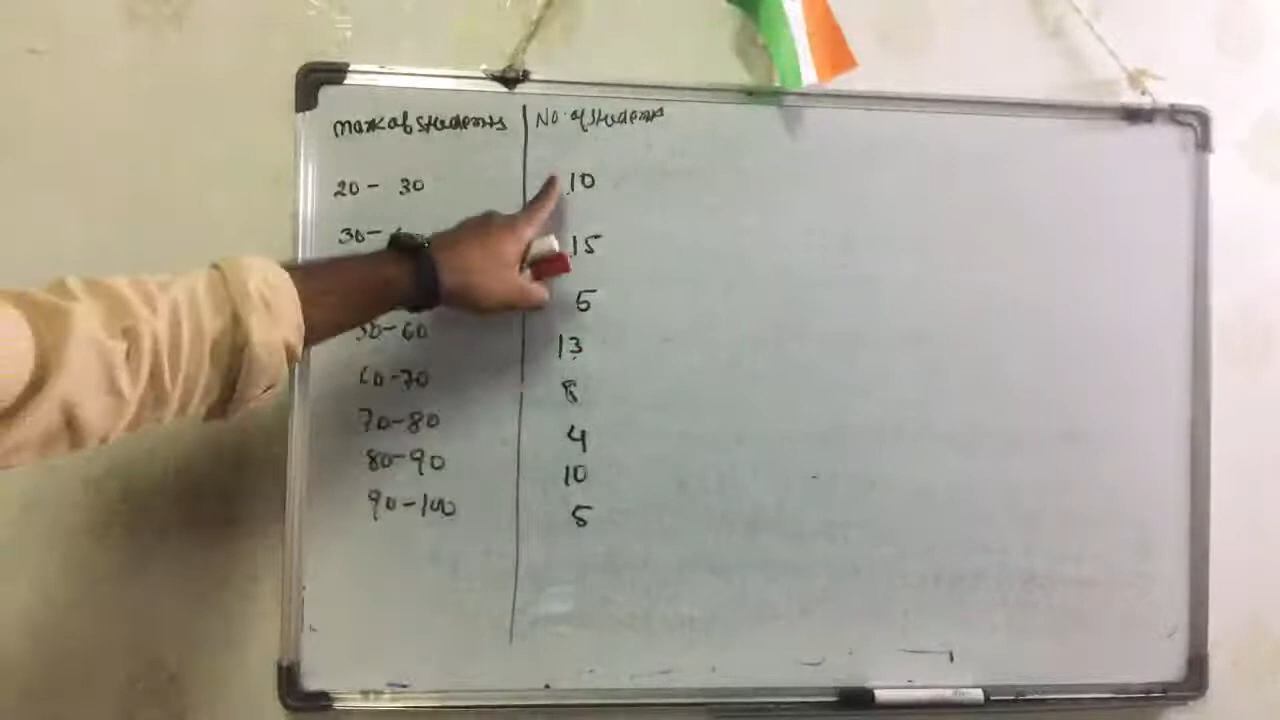 Mark of Students No. of Students
20 - 30 10
30 - 15
5
50 - 60 13
60 - 70 8
70 - 80 4
80 - 90 10
90 - 100 5